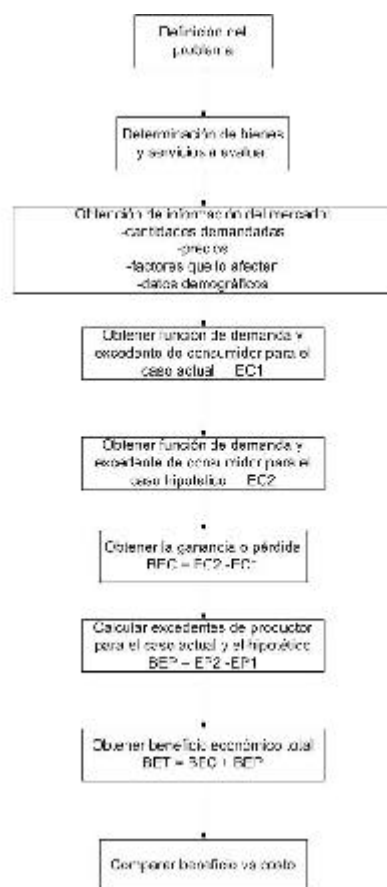 Definición del
problema
Determinación de bienes
y servicios a evaluar
Obtención de información del mercado:
-cantidades demandadas
-precios
-factores que lo afectan
-datos demográficos
Obtener función de demanda y
excedente de consumidor para el
caso actual EC1
Obtener función de demanda y
excedente de consumidor para el
caso hipotético EC2
Obtener la ganancia o pérdida
BEC = EC2 -EC1
Calcular excedentes de productor
para el caso actual y el hipotético
BEP = EP2 -EP1
Obtener beneficio económico total
BET = BEC + BEP
Comparar beneficio vs costo